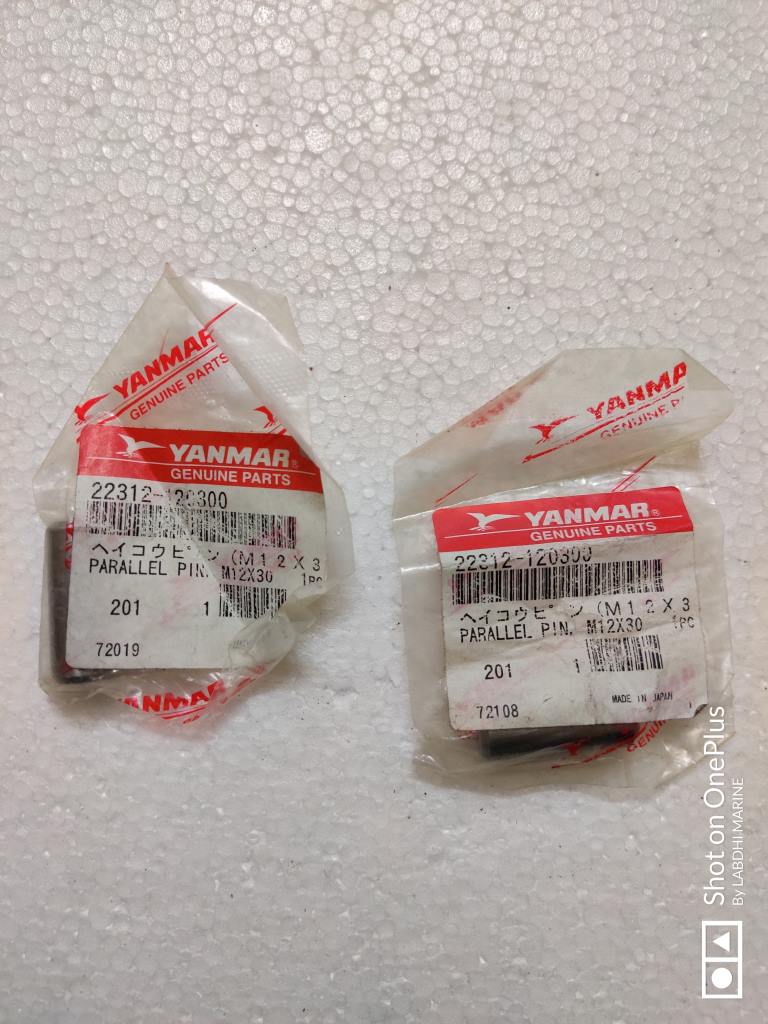 YANMAR
GENUINE PARTS
YANMAR®
GENUINE PARTS
22312-120300
ヘイコウピン (M12X3
PARALLEL PIN, M12X30 1PC
201 1
72019
YANMAR
YANMA
GENUINE P
YANMAR®
GENUINE PARTS
22312-120300
ヘイコウピン (M12X3
PARALLEL PIN, M12X30 1PC
201 1
MADE IN JAPAN
72108
GENUIN
Shot on OnePlus
By LABDHI MARINE